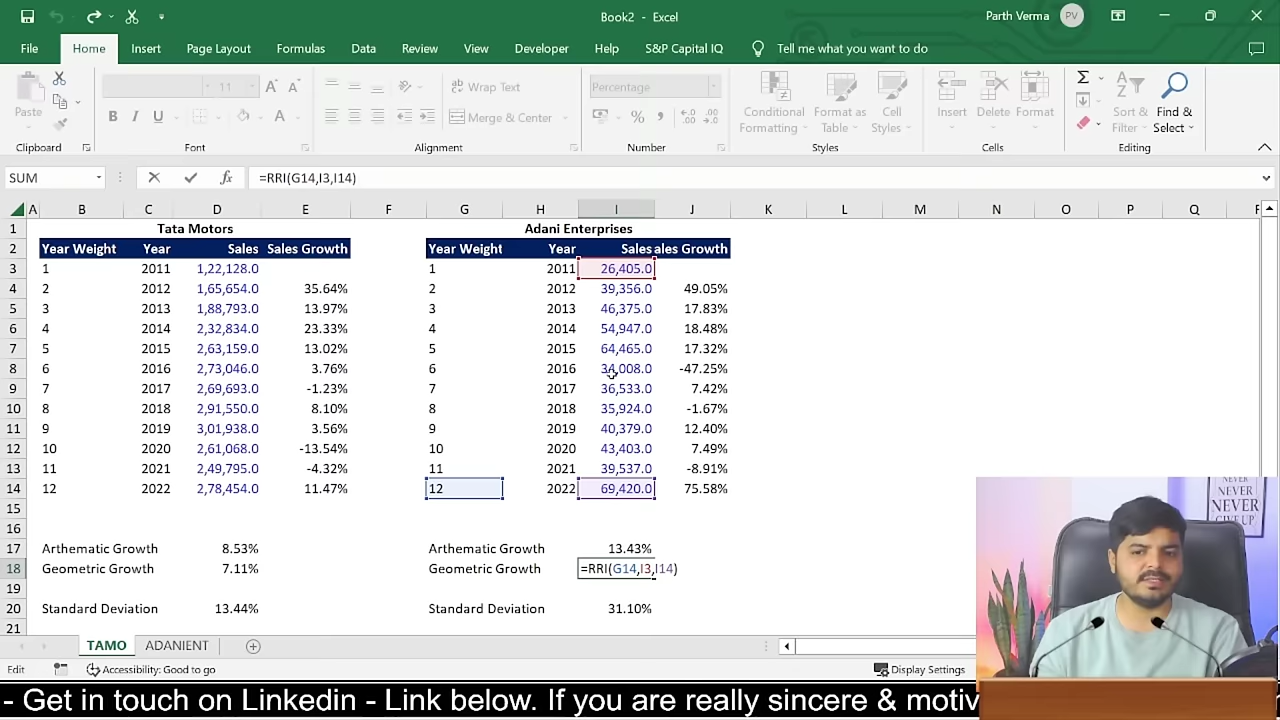 Book2 - Excel
Parth Verma PV
File Home Insert Page Layout Formulas Data Review View Developer Help S&P Capital IQ Tell me what you want to do
Paste
11
B I U
Wrap Text
Merge & Center
Percentage
Conditional Formatting
Format as Table
Cell Styles
Insert Delete Format
Sort & Filter
Find & Select
Clipboard Font Alignment Number Styles Cells Editing
SUM =RRI(G14,I3,I14)
A B C D E F G H I J K L M N O P Q
1 Tata Motors Adani Enterprises
2 Year Weight Year Sales Sales Growth Year Weight Year Sales ales Growth
3 1 2011 1,22,128.0 1 2011 26,405.0
4 2 2012 1,65,654.0 35.64% 2 2012 39,356.0 49.05%
5 3 2013 1,88,793.0 13.97% 3 2013 46,375.0 17.83%
6 4 2014 2,32,834.0 23.33% 4 2014 54,947.0 18.48%
7 5 2015 2,63,159.0 13.02% 5 2015 64,465.0 17.32%
8 6 2016 2,73,046.0 3.76% 6 2016 34,008.0 -47.25%
9 7 2017 2,69,693.0 -1.23% 7 2017 36,533.0 7.42%
10 8 2018 2,91,550.0 8.10% 8 2018 35,924.0 -1.67%
11 9 2019 3,01,938.0 3.56% 9 2019 40,379.0 12.40%
12 10 2020 2,61,068.0 -13.54% 10 2020 43,403.0 7.49%
13 11 2021 2,49,795.0 -4.32% 11 2021 39,537.0 -8.91%
14 12 2022 2,78,454.0 11.47% 12 2022 69,420.0 75.58%
15
16
17 Arthematic Growth 8.53% Arthematic Growth 13.43%
18 Geometric Growth 7.11% Geometric Growth =RRI(G14,I3,I14)
19
20 Standard Deviation 13.44% Standard Deviation 31.10%
21
TAMO ADANIENT
Edit Accessibility: Good to go Display Settings
NEVER
NEVER
NEVER
GIVE UP
- Get in touch on Linkedin - Link below. If you are really sincere & motiv